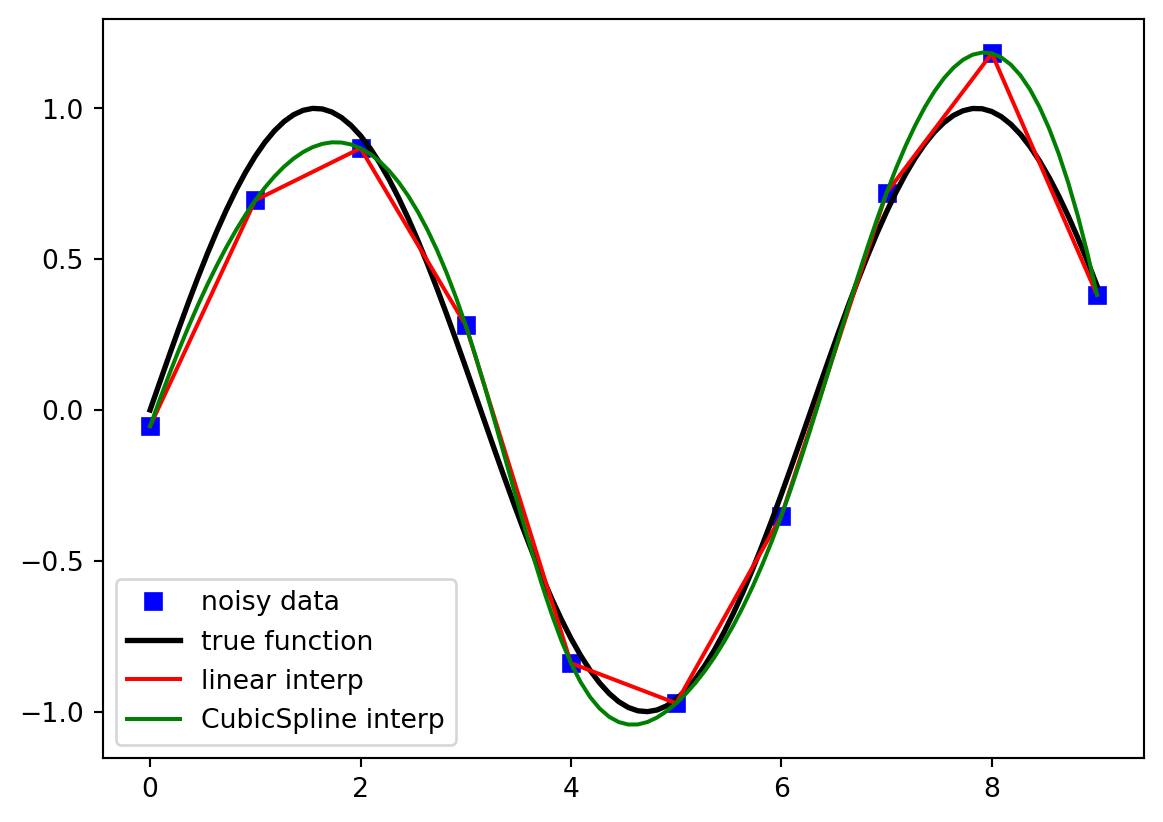 1.0
0.5
0.0
−0.5
−1.0
noisy data
true function
linear interp
CubicSpline interp
0 2 4 6 8